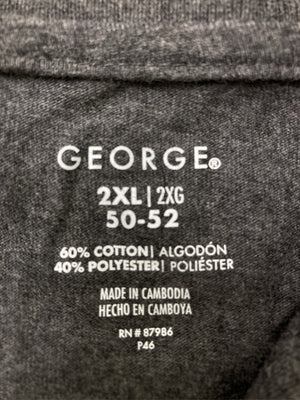 GEORGE®
2XL | 2XG
50-52
60% COTTON | ALGODÓN
40% POLYESTER | POLIÉSTER
MADE IN CAMBODIA
HECHO EN CAMBOYA
RN # 87986
P46